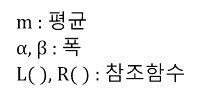 m : 평균
α, β : 폭
L( ), R( ) : 참조함수